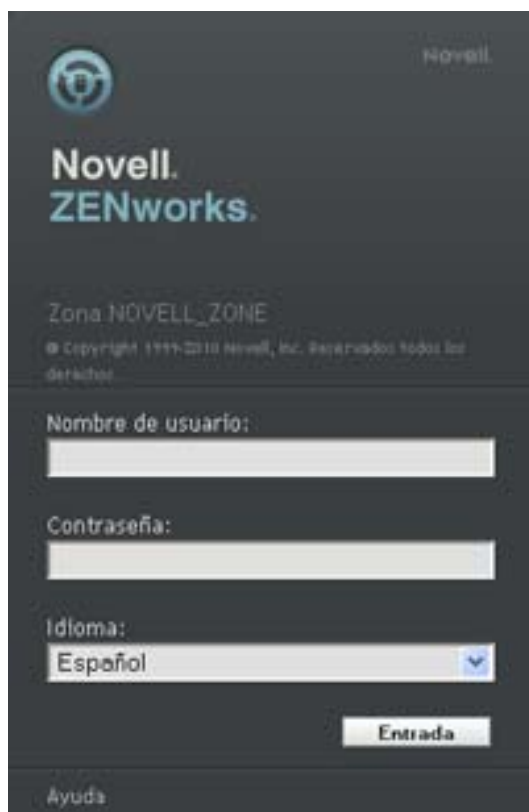 Novell.
Novell.
ZENworks.
Zona NOVELL_ZONE
© Copyright 1999-2010 Novell, Inc. Reservados todos los
derechos.
Nombre de usuario:
Contraseña:
Idioma:
Español
Entrada
Ayuda